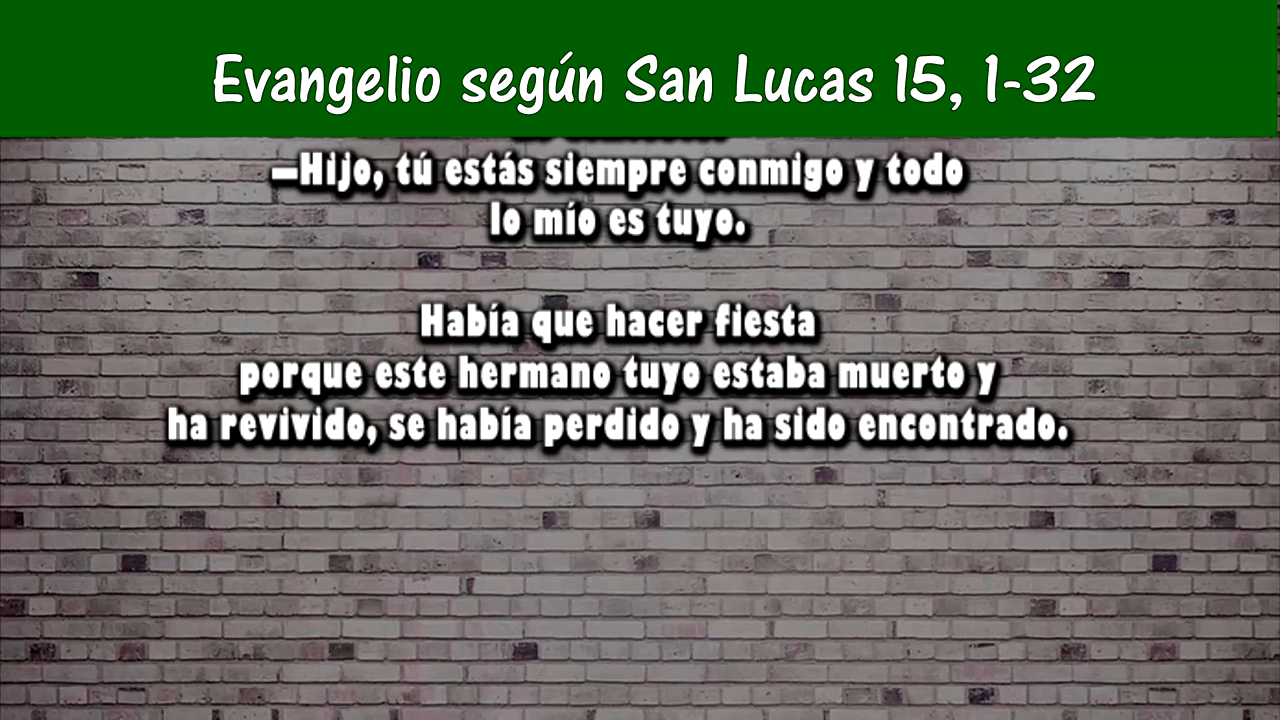 Evangelio según San Lucas 15, 1-32
—Hijo, tú estás siempre conmigo y todo
lo mío es tuyo.
Había que hacer fiesta
porque este hermano tuyo estaba muerto y
ha revivido, se había perdido y ha sido encontrado.